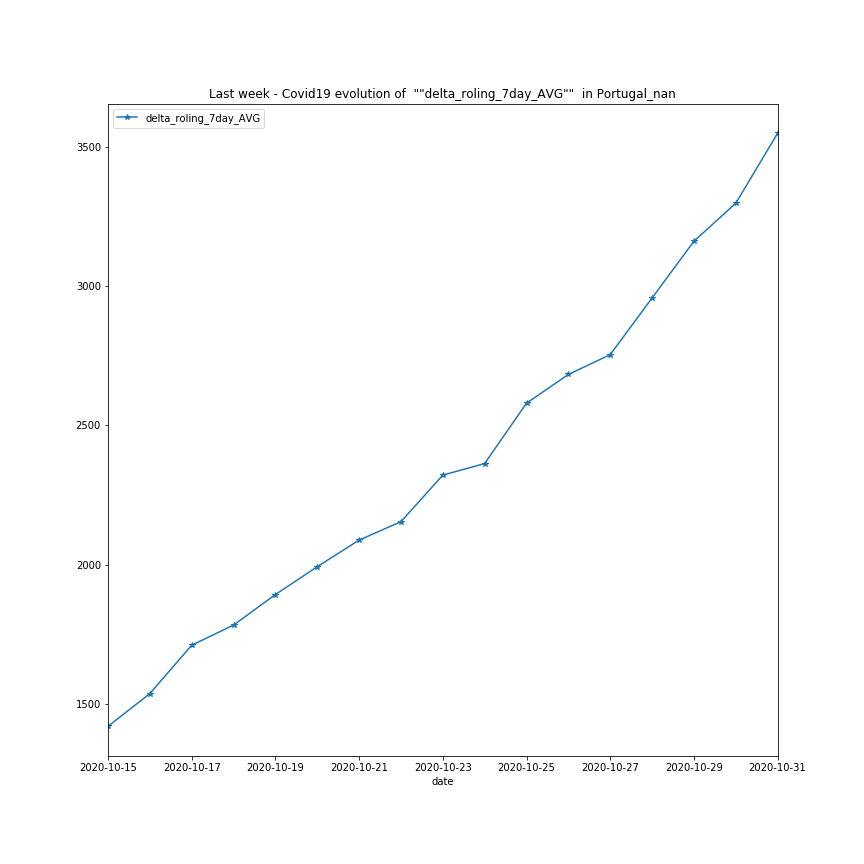 Last week - Covid19 evolution of  ""delta_roling_7day_AVG""  in Portugal_nan
delta_roling_7day_AVG
3500
3000
2500
2000
1500
2020-10-15 2020-10-17 2020-10-19 2020-10-21 2020-10-23 2020-10-25 2020-10-27 2020-10-29 2020-10-31
date